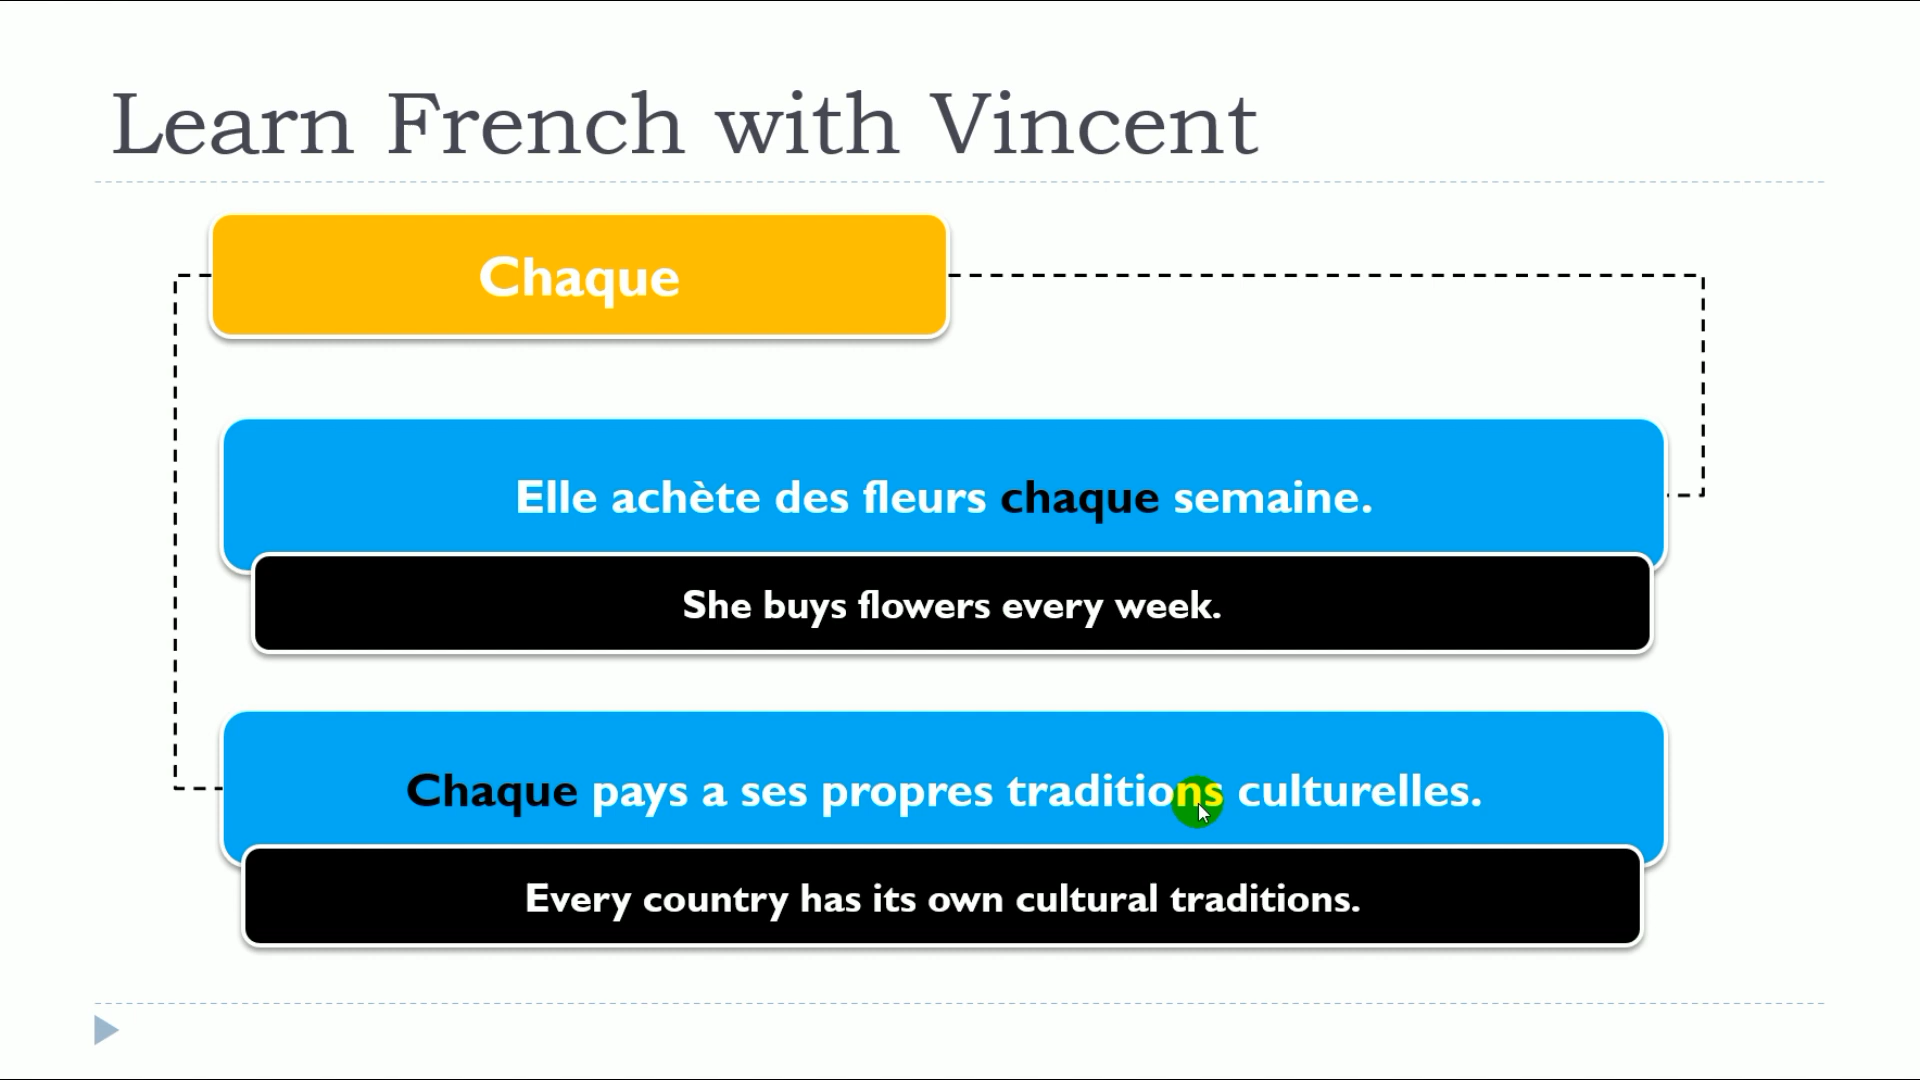 Learn French with Vincent
Chaque
Elle achète des fleurs chaque semaine.
She buys flowers every week.
Chaque pays a ses propres traditions culturelles.
Every country has its own cultural traditions.